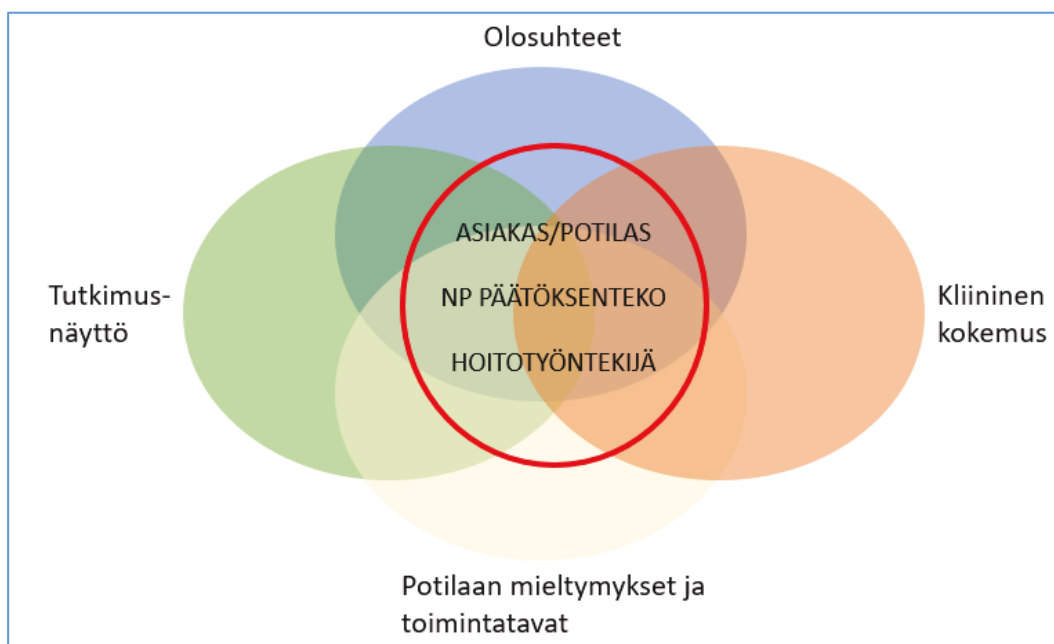 Olosuhteet
ASIAKAS/POTILAS
Tutkimus-
näyttö
NP PÄÄTÖKSENTEKO
Kliininen
kokemus
HOITOTYÖNTEKIJÄ
Potilaan mieltymykset ja
toimintatavat